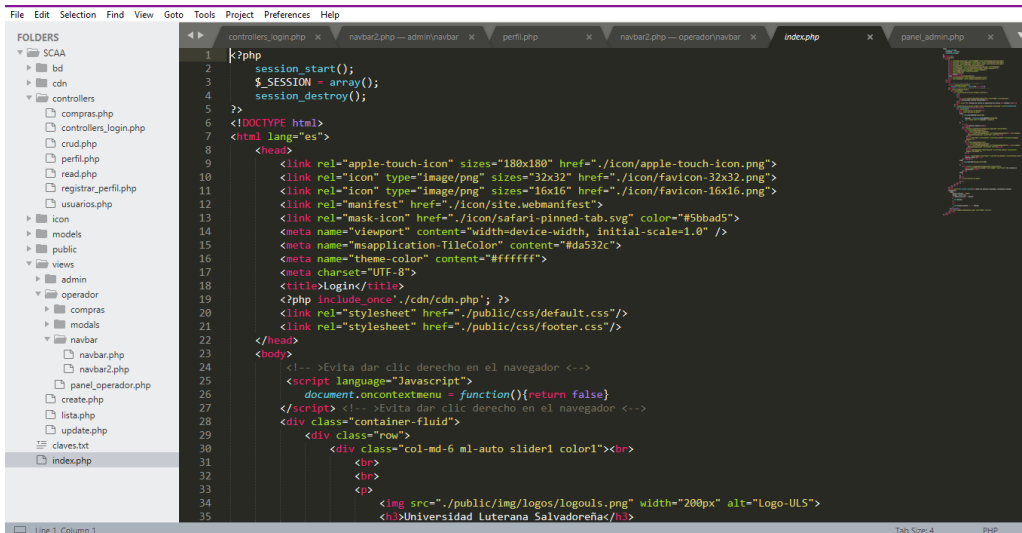 File Edit Selection Find View Goto Tools Project Preferences Help
FOLDERS
SCAA
bd
cdn
controllers
compras.php
controllers_login.php
crud.php
perfil.php
read.php
registrar_perfil.php
usuarios.php
icon
models
public
views
admin
operador
compras
modals
navbar
navbar.php
navbar2.php
panel_operador.php
create.php
lista.php
update.php
claves.txt
index.php
controllers_login.php × navbar2.php — admin\navbar × perfil.php × navbar2.php — operador\navbar × index.php × panel_admin.php ×
1 <?php
2 session_start();
3 $_SESSION = array();
4 session_destroy();
5 ?>
6 <!DOCTYPE html>
7 <html lang="es">
8 <head>
9 <link rel="apple-touch-icon" sizes="180x180" href="./icon/apple-touch-icon.png">
10 <link rel="icon" type="image/png" sizes="32x32" href="./icon/favicon-32x32.png">
11 <link rel="icon" type="image/png" sizes="16x16" href="./icon/favicon-16x16.png">
12 <link rel="manifest" href="./icon/site.webmanifest">
13 <link rel="mask-icon" href="./icon/safari-pinned-tab.svg" color="#5bbad5">
14 <meta name="viewport" content="width=device-width, initial-scale=1.0" />
15 <meta name="msapplication-TileColor" content="#da532c">
16 <meta name="theme-color" content="#ffffff">
17 <meta charset="UTF-8">
18 <title>Login</title>
19 <?php include_once'./cdn/cdn.php'; ?>
20 <link rel="stylesheet" href="./public/css/default.css"/>
21 <link rel="stylesheet" href="./public/css/footer.css"/>
22 </head>
23 <body>
24 <!-- >Evita dar clic derecho en el navegador <-->
25 <script language="Javascript">
26 document.oncontextmenu = function(){return false}
27 </script> <!-- >Evita dar clic derecho en el navegador <-->
28 <div class="container-fluid">
29 <div class="row">
30 <div class="col-md-6 ml-auto slider1 color1"><br>
31 <br>
32 <br>
33 <p>
34 <img src="./public/img/logos/logouls.png" width="200px" alt="Logo-ULS">
35 <h3>Universidad Luterana Salvadoreña</h3>
Line 1, Column 1 Tab Size: 4 PHP